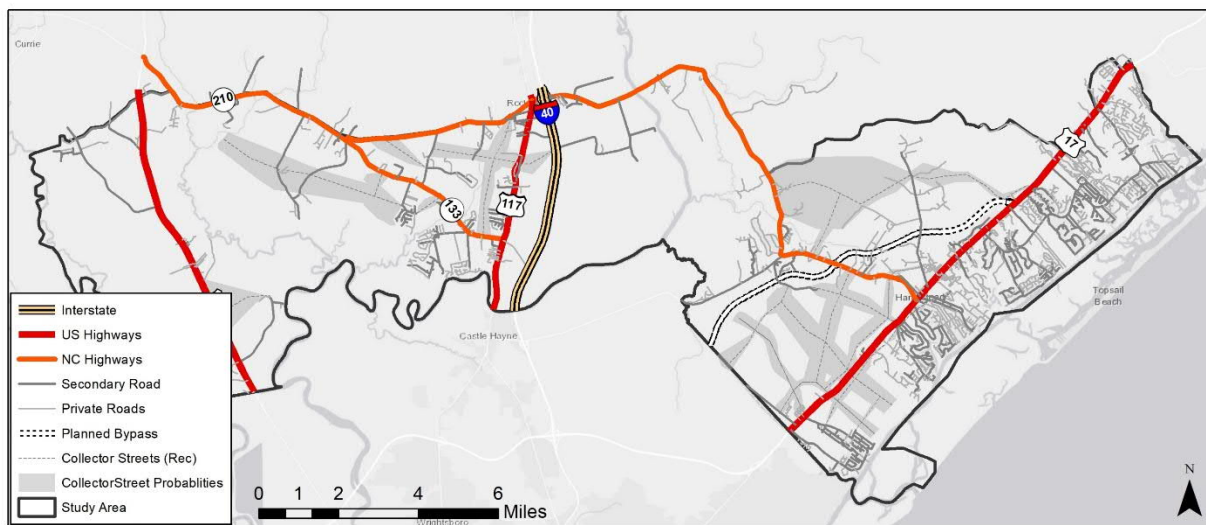 Currie
210
Rock
40
17
133
117
Topsail
Beach
Castle Hayne
Interstate
US Highways
NC Highways
Secondary Road
Private Roads
Planned Bypass
Collector Streets (Rec)
CollectorStreet Probablities
Study Area
0 1 2 4 6
Miles
Wrightsboro
N